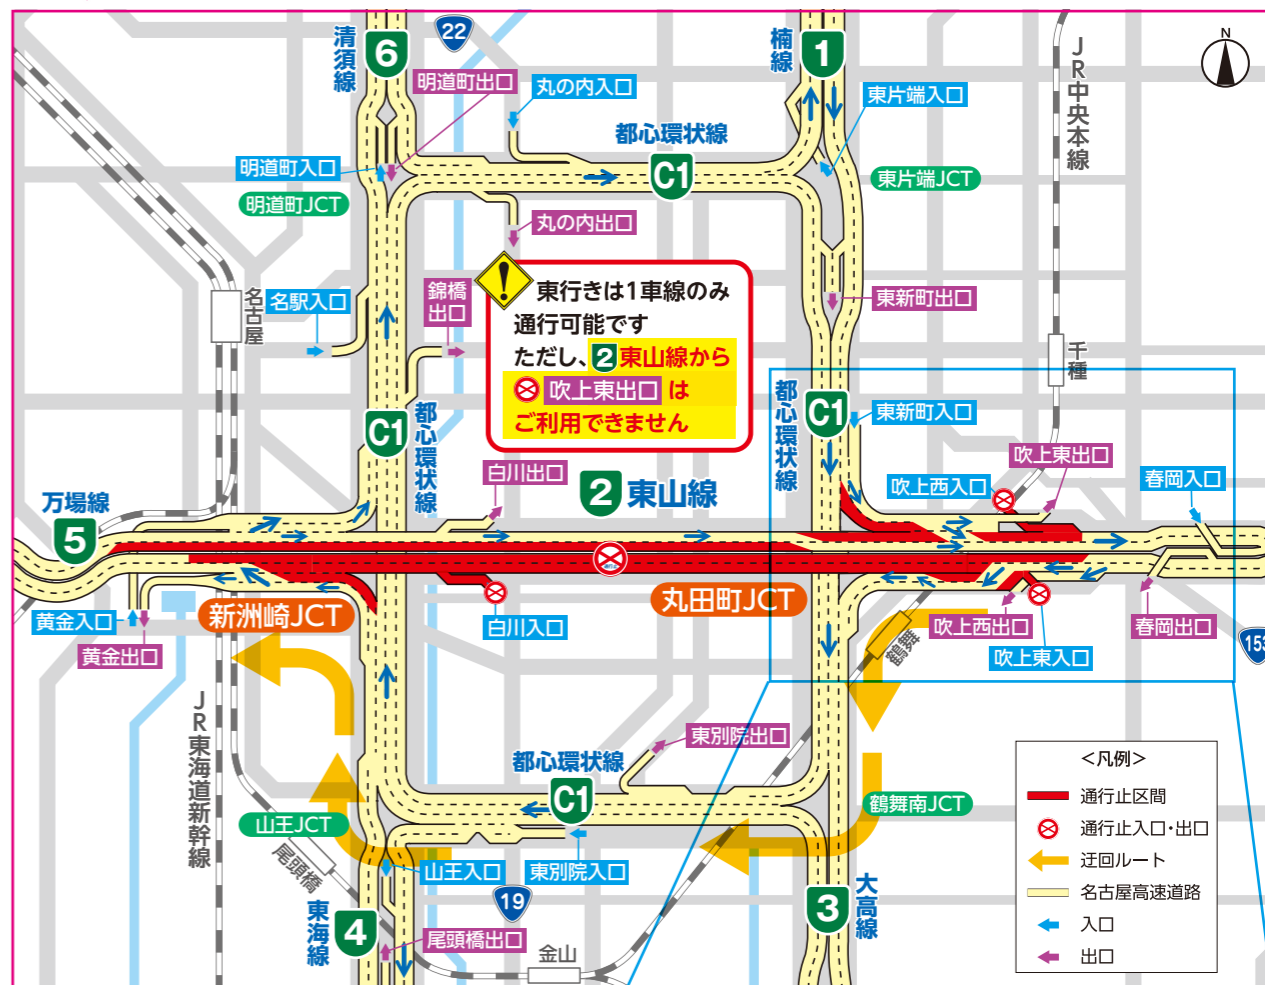 清須線
6
22
明道町出口
丸の内入口
楠線
1
東片端入口
JR中央本線
N
都心環状線
C1
明道町入口
明道町JCT
東片端JCT
丸の内出口
名古屋
名駅入口
錦橋
出口
東行きは1車線のみ
通行可能です
ただし、2東山線から
吹上東出口 は
ご利用できません
東新町出口
千種
C1
都心環状線
都心環状線
C1
東新町入口
白川出口
2 東山線
吹上西入口
吹上東出口
春岡入口
万場線
5
黄金入口
黄金出口
新洲崎JCT
白川入口
丸田町JCT
鶴舞
吹上西出口
吹上東入口
春岡出口
153
JR東海道新幹線
東別院出口
都心環状線
C1
山王JCT
尾頭橋
山王入口
東別院入口
鶴舞南JCT
19
東海線
4
尾頭橋出口
金山
3
大高線
<凡例>
通行止区間
通行止入口・出口
迂回ルート
名古屋高速道路
入口
出口